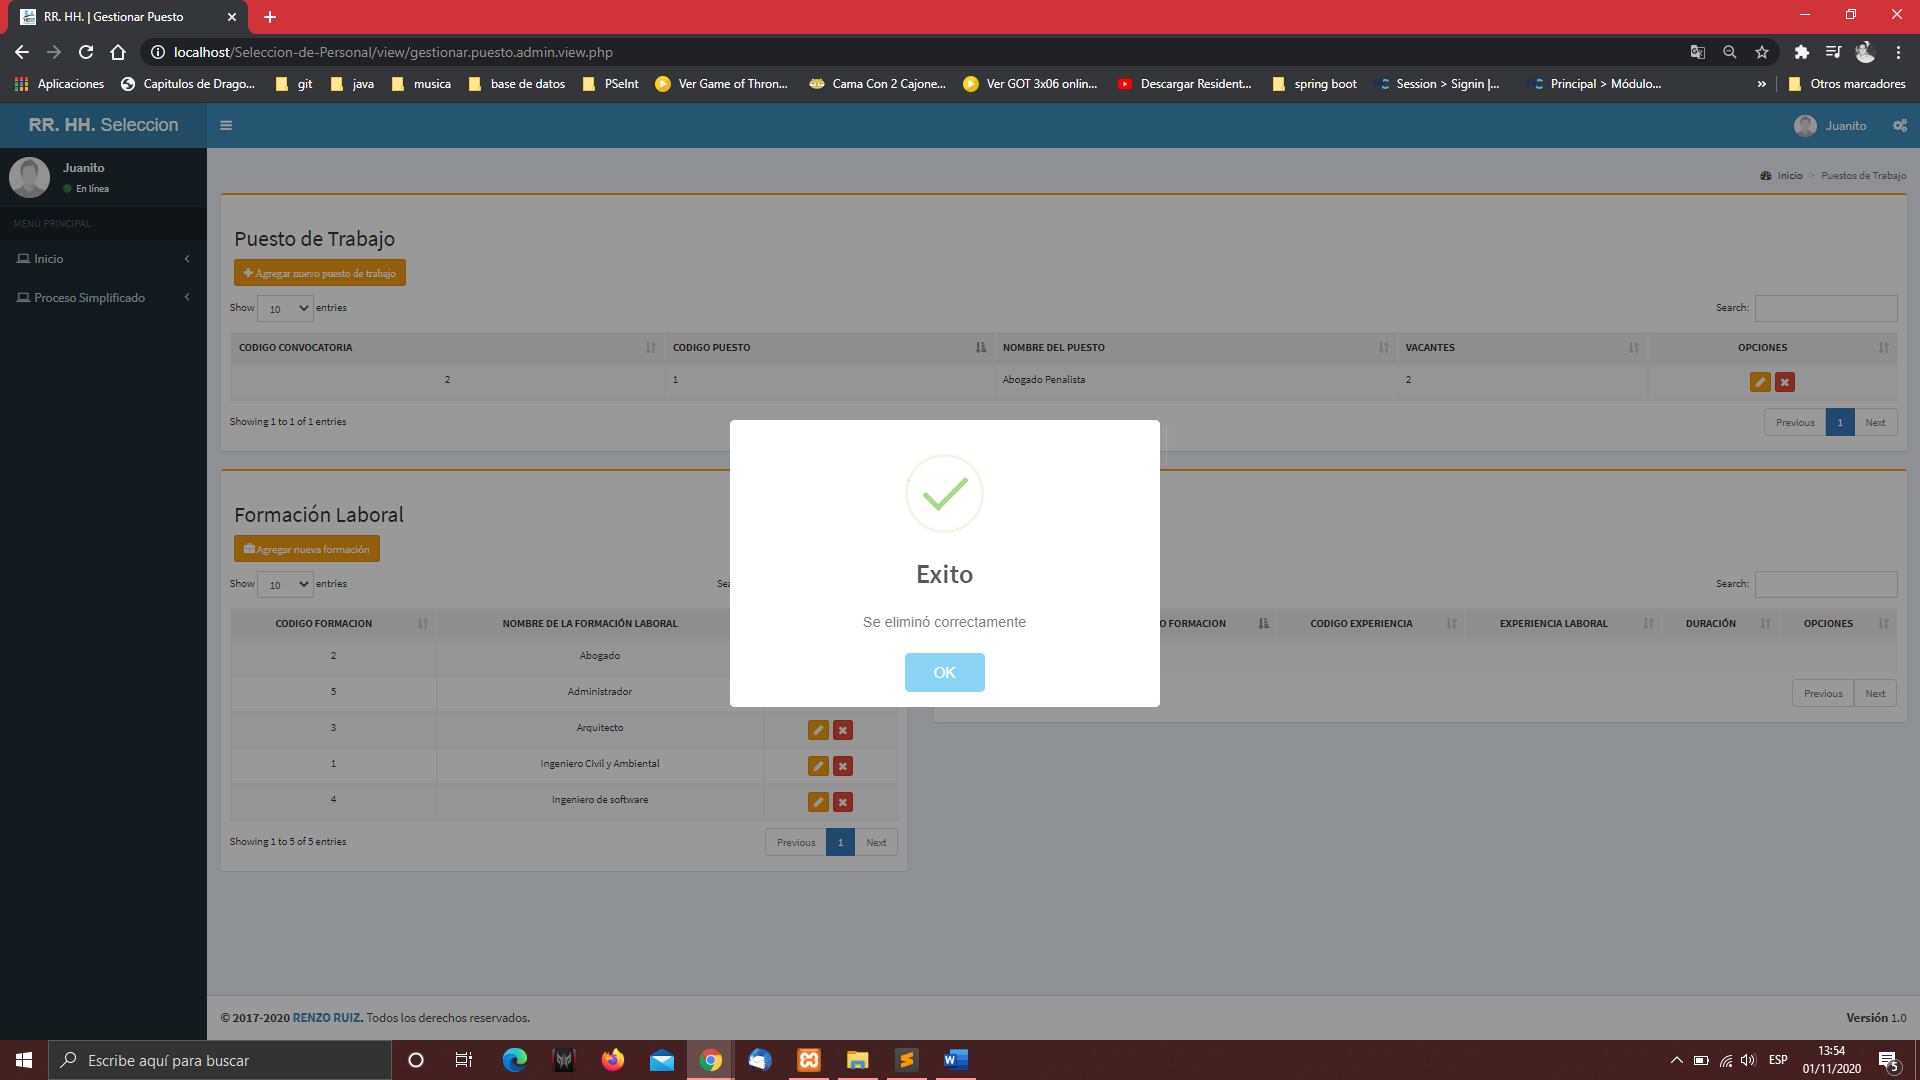 RR. HH. | Gestionar Puesto
localhost/Seleccion-de-Personal/view/gestionar.puesto.admin.view.php
Aplicaciones Capitulos de Drago... git java musica base de datos PSeInt Ver Game of Thron... Cama Con 2 Cajone... Ver GOT 3x06 onlin... Descargar Resident... spring boot Session > Signin |... Principal > Módulo... » Otros marcadores
RR. HH. Seleccion Juanito
Juanito
En línea
MENÚ PRINCIPAL
Inicio
Proceso Simplificado
Inicio > Puestos de Trabajo
Puesto de Trabajo
Agregar nuevo puesto de trabajo
Show 10 entries Search:
CODIGO CONVOCATORIA CODIGO PUESTO NOMBRE DEL PUESTO VACANTES OPCIONES
2 1 Abogado Penalista 2
Showing 1 to 1 of 1 entries Previous 1 Next
Formación Laboral
Agregar nueva formación
Show 10 entries Sea
CODIGO FORMACION NOMBRE DE LA FORMACIÓN LABORAL
2 Abogado
5 Administrador
3 Arquitecto
1 Ingeniero Civil y Ambiental
4 Ingeniero de software
Showing 1 to 5 of 5 entries Previous 1 Next
Search:
O FORMACION CODIGO EXPERIENCIA EXPERIENCIA LABORAL DURACIÓN OPCIONES
Previous Next
Exito
Se eliminó correctamente
OK
© 2017-2020 RENZO RUIZ. Todos los derechos reservados. Versión 1.0
Escribe aquí para buscar
ESP
13:54
01/11/2020
5